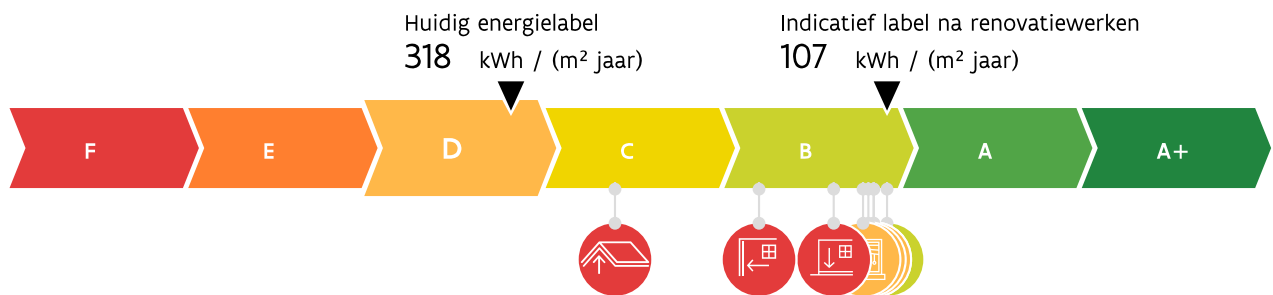 Huidig energielabel
318 kWh / (m² jaar)
Indicatief label na renovatiewerken
107 kWh / (m² jaar)
F E D C B A A+